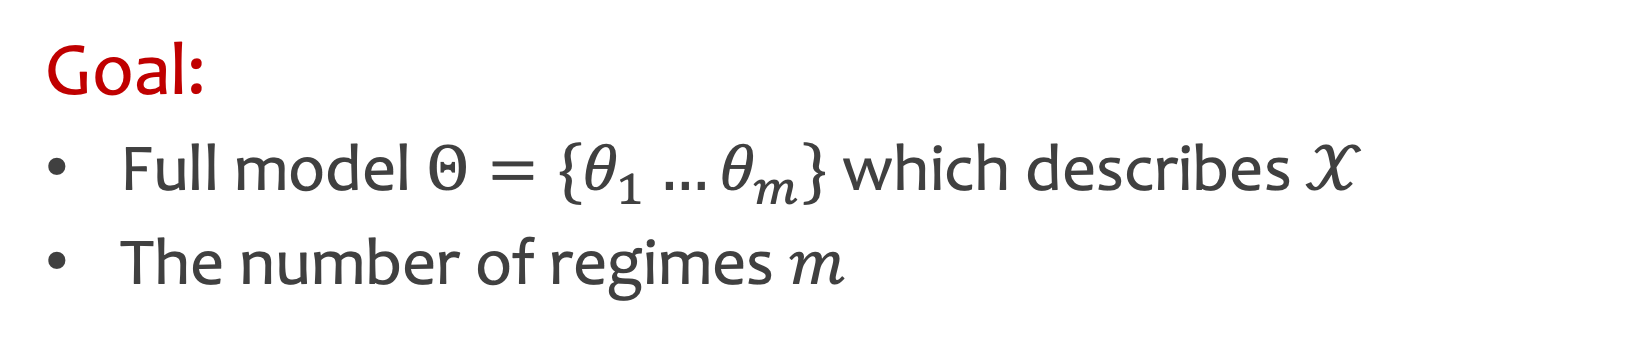 Goal:
• Full model Θ = {θ₁ ... θₘ} which describes 𝒳
• The number of regimes m